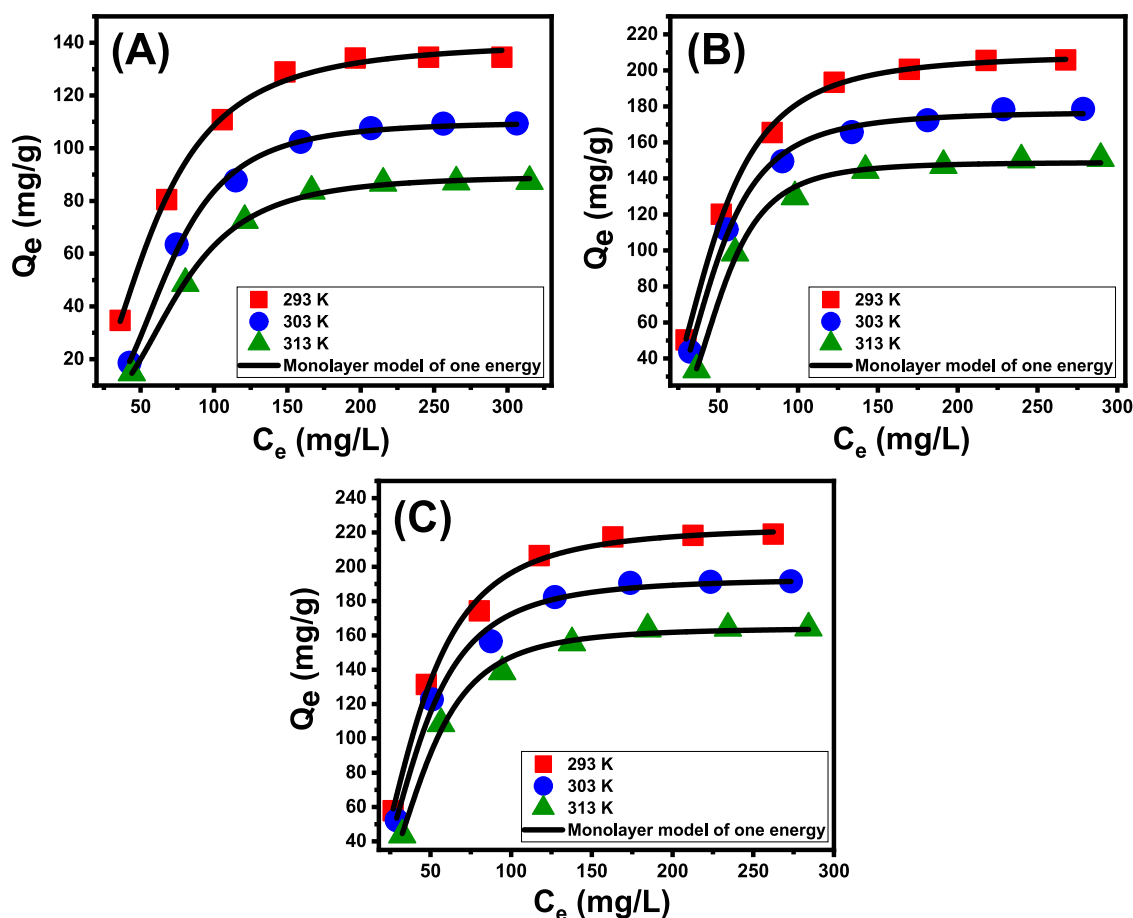 (A)
Qe (mg/g)
140
120
100
80
60
40
20
293 K
303 K
313 K
Monolayer model of one energy
50 100 150 200 250 300
Ce (mg/L)
(B)
Qe (mg/g)
220
200
180
160
140
120
100
80
60
40
293 K
303 K
313 K
Monolayer model of one energy
50 100 150 200 250 300
Ce (mg/L)
(C)
Qe (mg/g)
240
220
200
180
160
140
120
100
80
60
40
293 K
303 K
313 K
Monolayer model of one energy
50 100 150 200 250 300
Ce (mg/L)